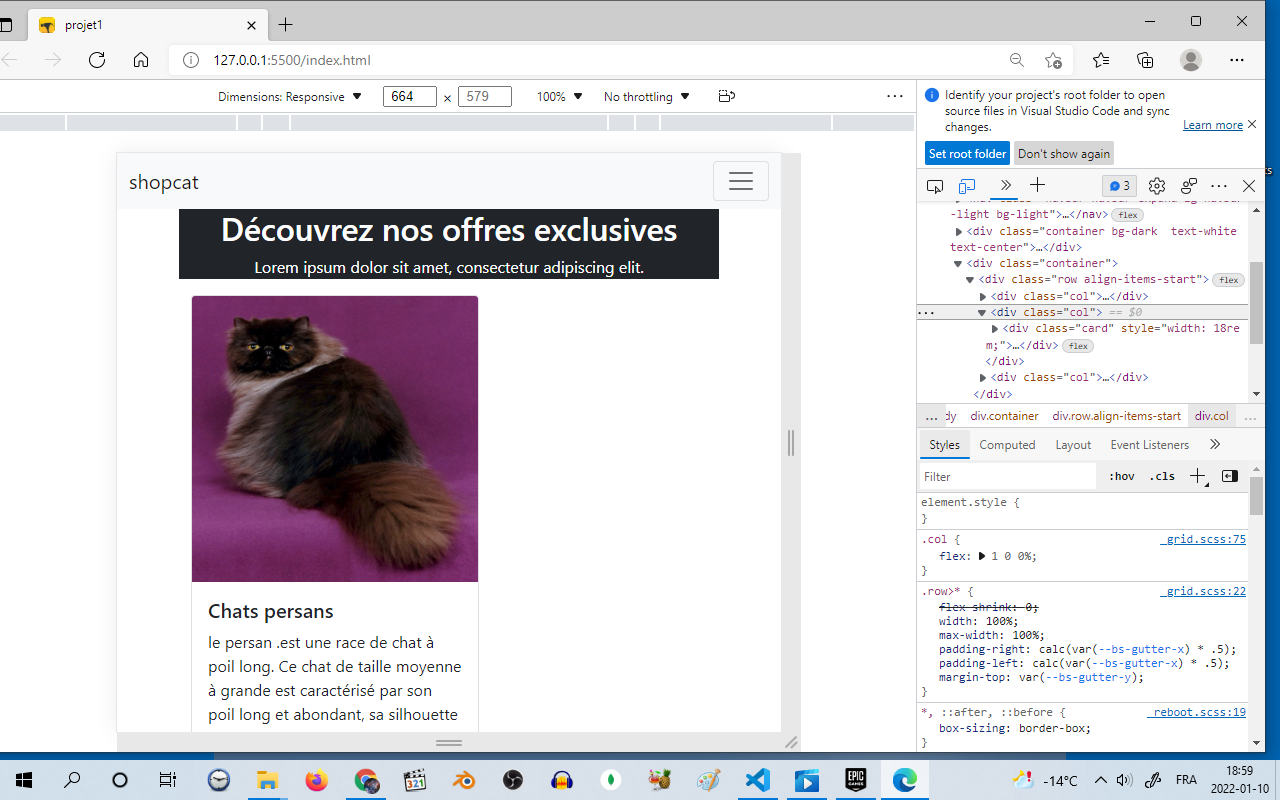 projet1
127.0.0.1:5500/index.html
Dimensions: Responsive 664 × 579 100% No throttling
Identify your project's root folder to open
source files in Visual Studio Code and sync
changes.
Learn more
Set root folder Don't show again
3
shopcat
Découvrez nos offres exclusives
Lorem ipsum dolor sit amet, consectetur adipiscing elit.
Chats persans
le persan .est une race de chat à
poil long. Ce chat de taille moyenne
à grande est caractérisé par son
poil long et abondant, sa silhouette
-light bg-light">…</nav> flex
<div class="container bg-dark  text-white
text-center">…</div>
<div class="container">
<div class="row align-items-start"> flex
<div class="col">…</div>
... <div class="col"> == $0
<div class="card" style="width: 18re
m;">…</div> flex
</div>
<div class="col">…</div>
</div>
... dy div.container div.row.align-items-start div.col ...
Styles Computed Layout Event Listeners
Filter :hov .cls
element.style {
}
.col { _grid.scss:75
flex: 1 0 0%;
}
.row>* { _grid.scss:22
flex-shrink: 0;
width: 100%;
max-width: 100%;
padding-right: calc(var(--bs-gutter-x) * .5);
padding-left: calc(var(--bs-gutter-x) * .5);
margin-top: var(--bs-gutter-y);
}
*, ::after, ::before { _reboot.scss:19
box-sizing: border-box;
}
321
EPIC
GAMES
-14°C
FRA
18:59
2022-01-10